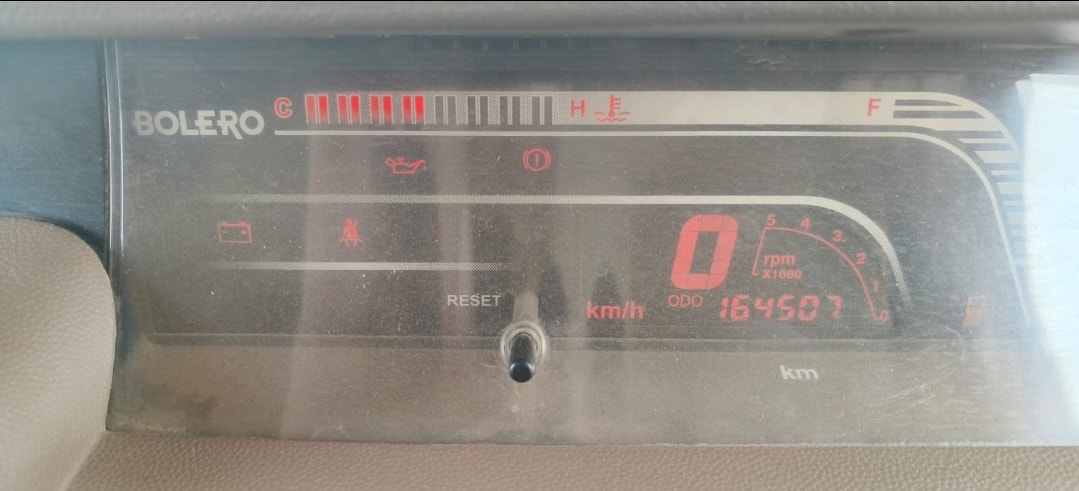 BOLERO C H F
RESET km/h 0 5 4 3 2 1 0
rpm
X1000
ODO 164507
km